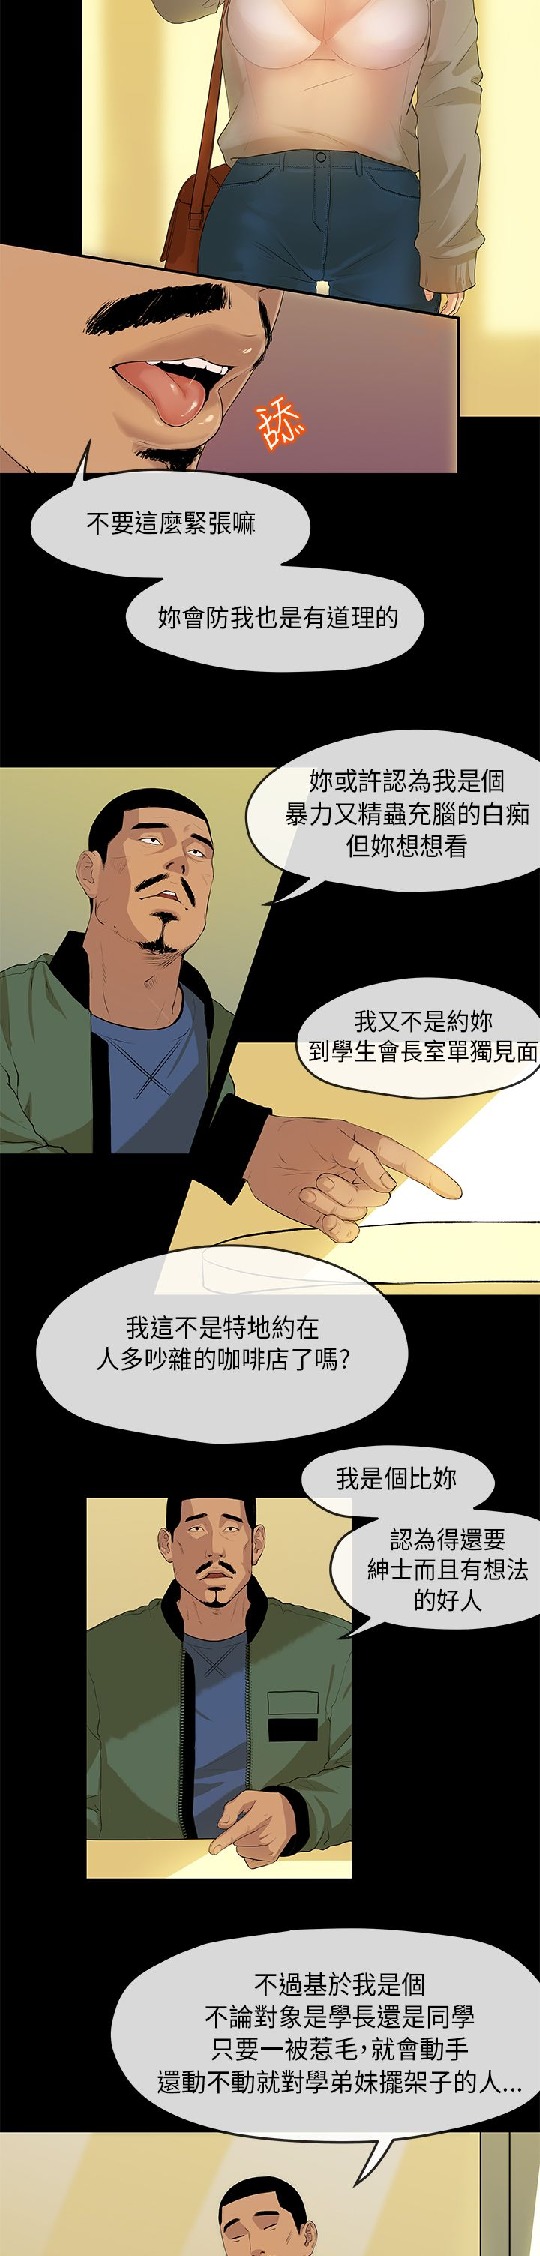 舔
不要這麼緊張嘛
妳會防我也是有道理的
妳或許認為我是個
暴力又精蟲充腦的白痴
但妳想想看
我又不是約妳
到學生會長室單獨見面
我這不是特地約在
人多吵雜的咖啡店了嗎?
我是個比妳
認為得還要
紳士而且有想法
的好人
不過基於我是個
不論對象是學長還是同學
只要一被惹毛,就會動手
還動不動就對學弟妹擺架子的人...